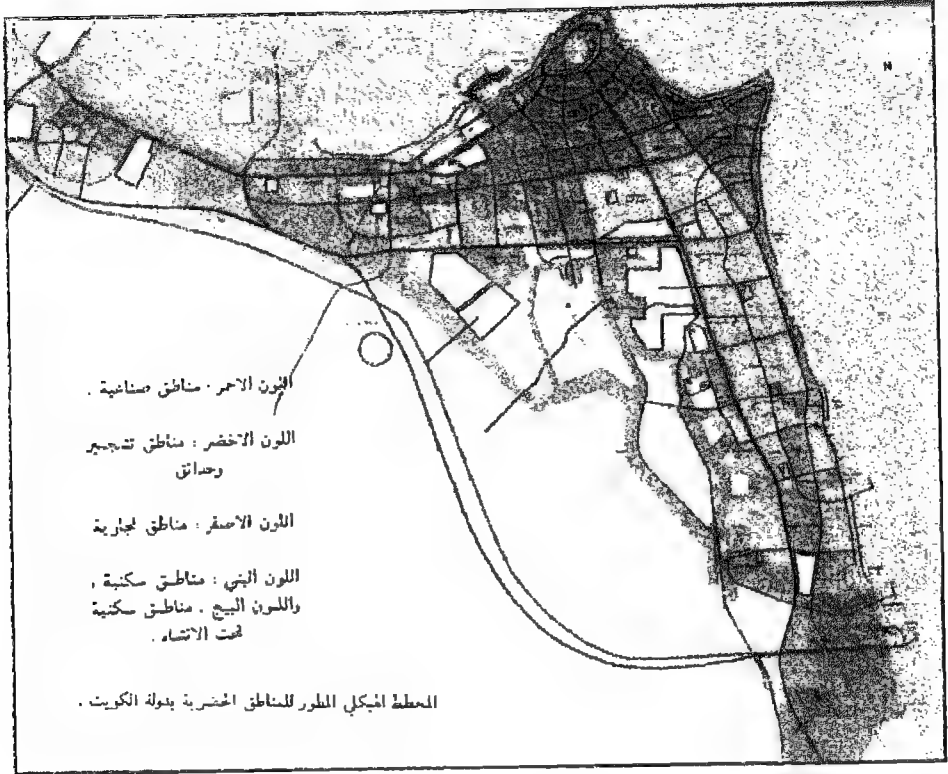 اللون الاحمر . مناطق صناعية .
اللون الاخضر : مناطق تشجير
وحدائق
اللون الاصفر : مناطق تجارية
اللون البني : مناطق سكنية ،
واللون البيج . مناطق سكنية
تحت الانشاء .
المخطط الهيكلي المطور للمناطق الحضرية بدولة الكويت .
N